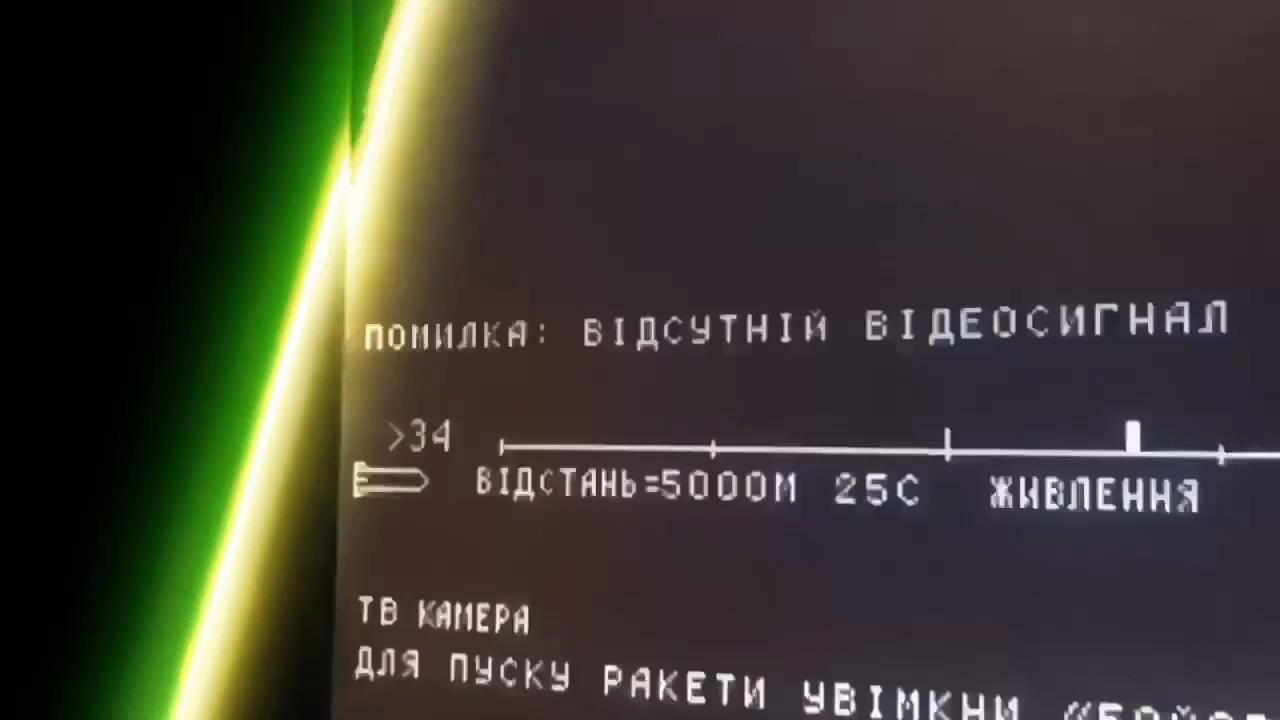 ПОМИЛКА: ВІДСУТНІЙ ВІДЕОСИГНАЛ
>34
ВІДСТАНЬ=5000М 25С ЖИВЛЕННЯ
ТВ КАМЕРА
ДЛЯ ПУСКУ РАКЕТИ УВІМКНИ